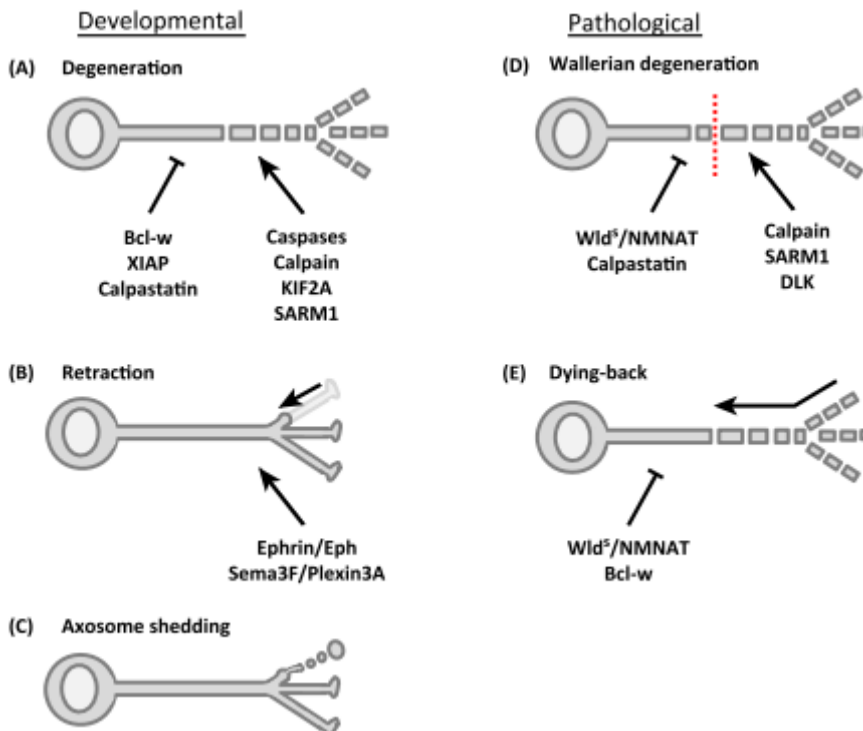 Developmental
Pathological
(A) Degeneration
Bcl-w
XIAP
Calpastatin
Caspases
Calpain
KIF2A
SARM1
(D) Wallerian degeneration
Wldˢ/NMNAT
Calpastatin
Calpain
SARM1
DLK
(B) Retraction
Ephrin/Eph
Sema3F/Plexin3A
(E) Dying-back
Wldˢ/NMNAT
Bcl-w
(C) Axosome shedding